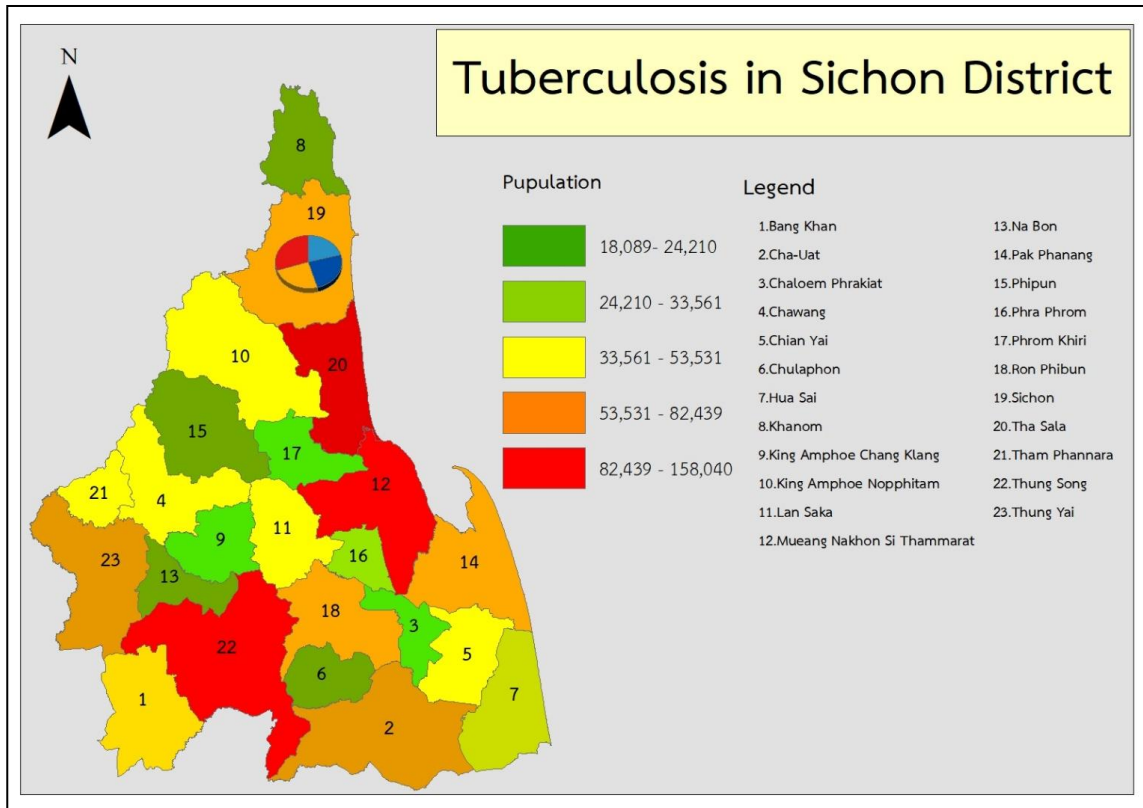 Tuberculosis in Sichon District
N
Pupulation
18,089- 24,210
24,210 - 33,561
33,561 - 53,531
53,531 - 82,439
82,439 - 158,040
Legend
1.Bang Khan
2.Cha-Uat
3.Chaloem Phrakiat
4.Chawang
5.Chian Yai
6.Chulaphon
7.Hua Sai
8.Khanom
9.King Amphoe Chang Klang
10.King Amphoe Nopphitam
11.Lan Saka
12.Mueang Nakhon Si Thammarat
13.Na Bon
14.Pak Phanang
15.Phipun
16.Phra Phrom
17.Phrom Khiri
18.Ron Phibun
19.Sichon
20.Tha Sala
21.Tham Phannara
22.Thung Song
23.Thung Yai
8
19
10
20
15
17
12
21
4
11
9
16
23
14
13
18
3
22
5
6
7
1
2